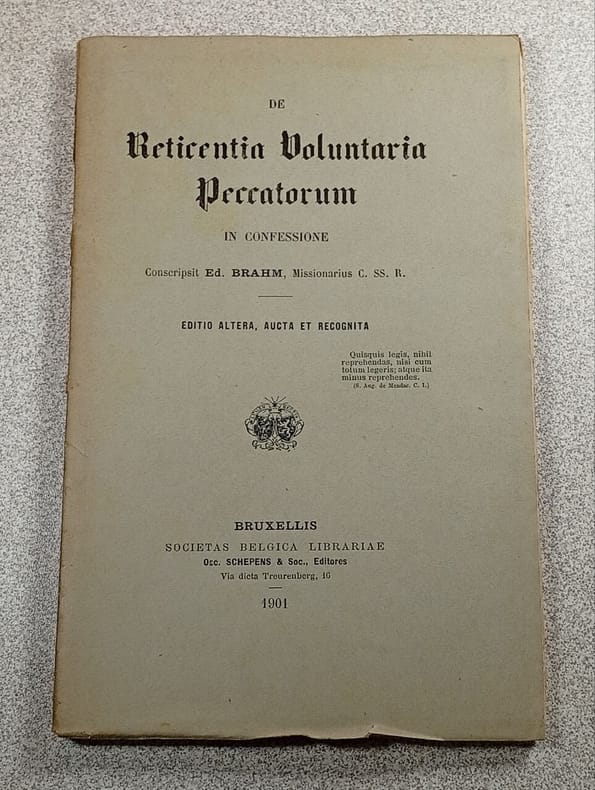 DE
Reticentia Voluntaria
Peccatorum
IN CONFESSIONE
Conscripsit Ed. BRAHM, Missionarius C. SS. R.
EDITIO ALTERA, AUCTA ET RECOGNITA
Quisquis legis, nihil
reprehendas, nisi cum
totum legeris; atque ita
minus reprehendes.
(S. Aug. de Mendac. C. 1.)
BRUXELLIS
SOCIETAS BELGICA LIBRARIAE
Osc. SCHEPENS & Soc., Editores
Via dicta Treurenberg, 16
1901